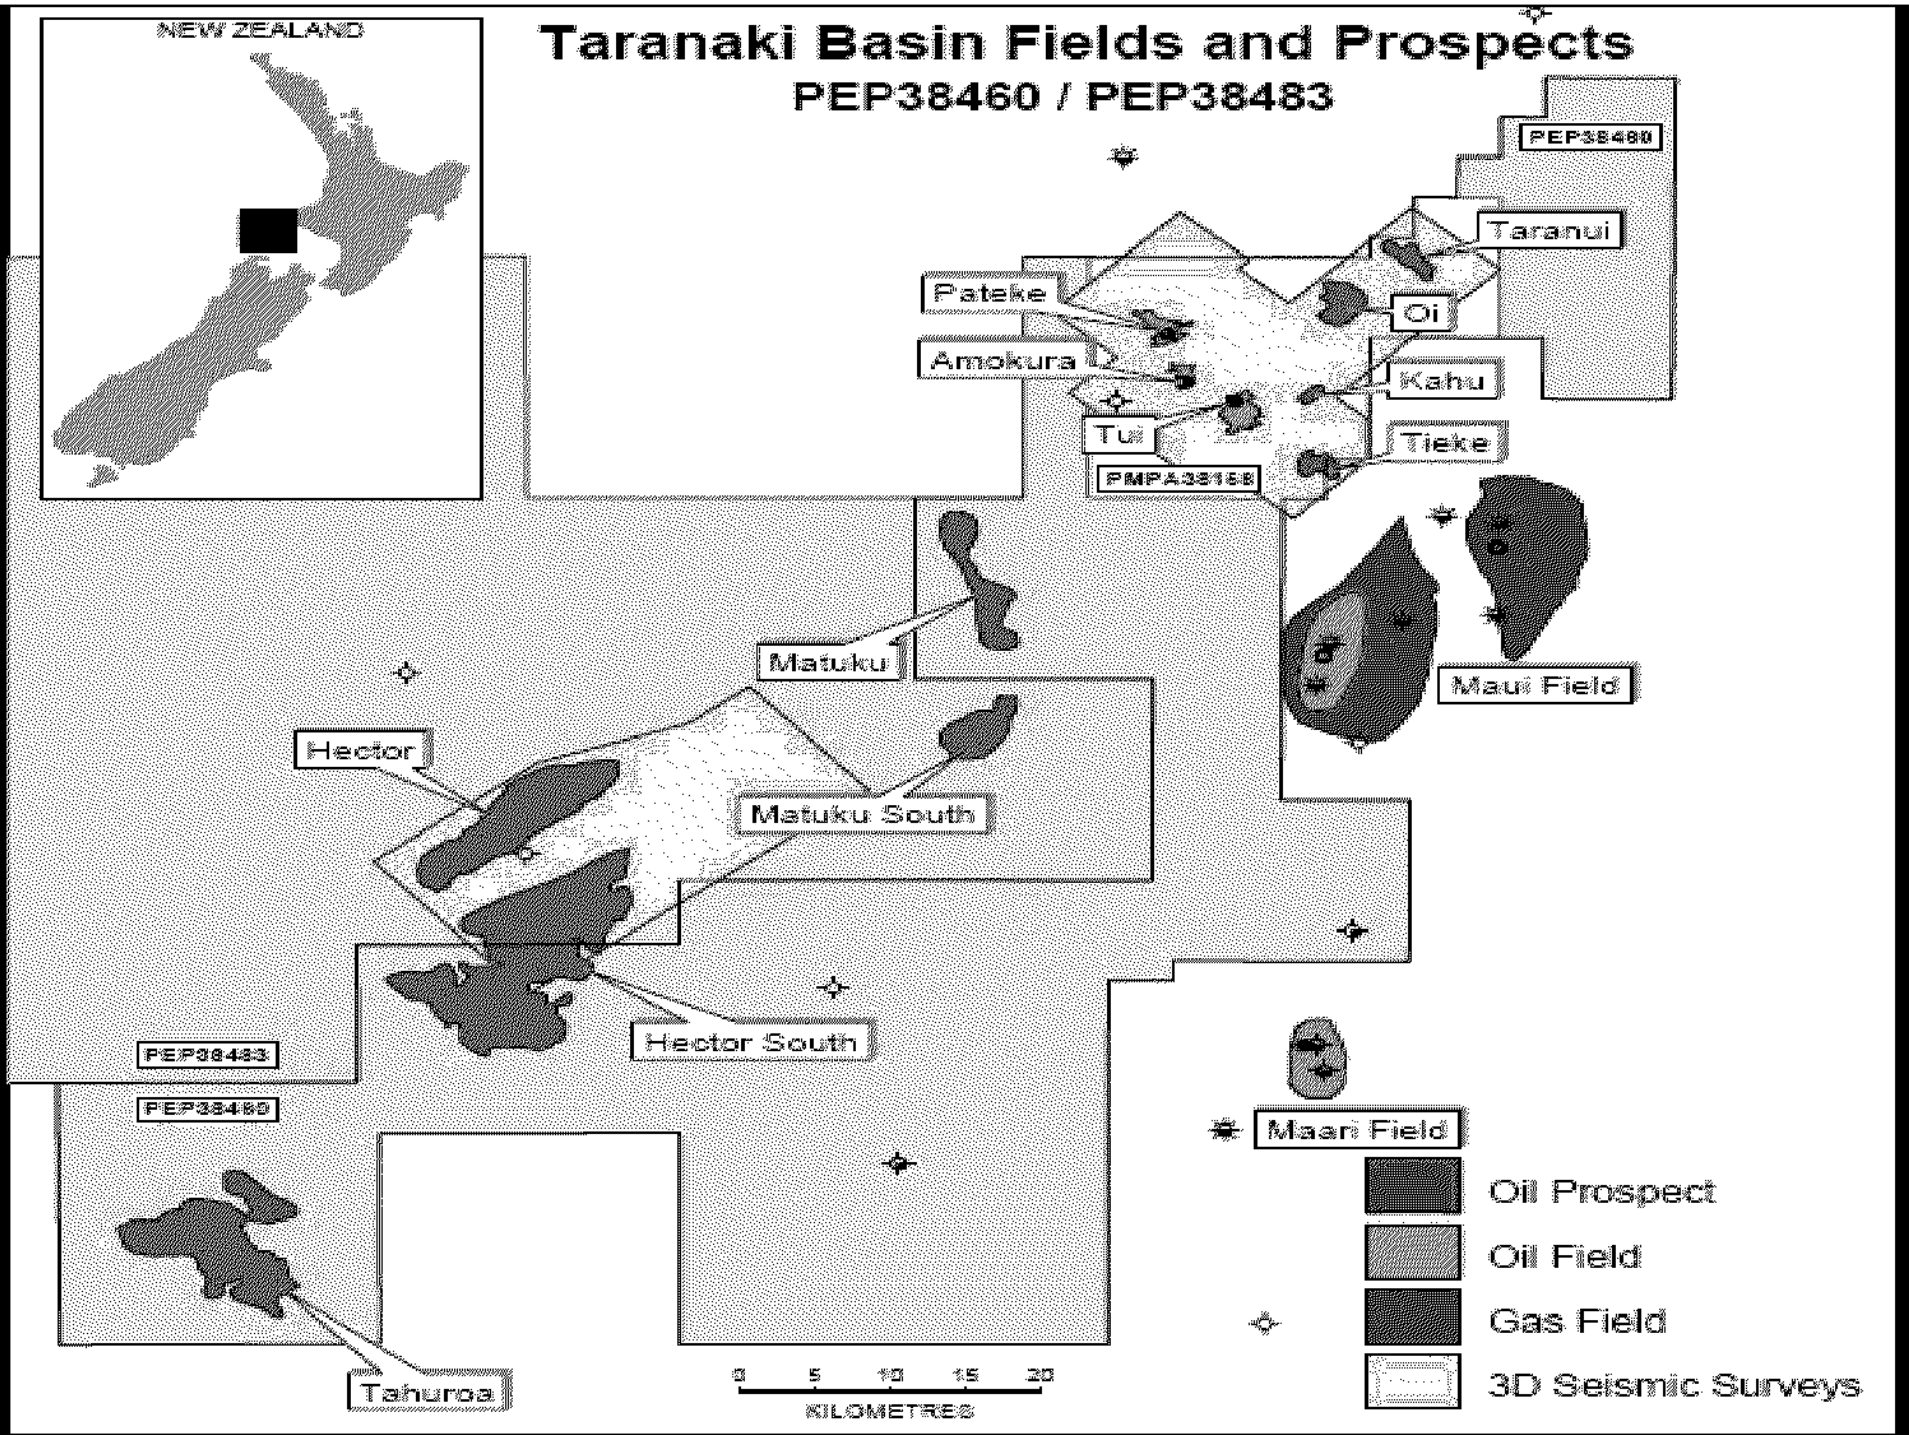 NEW ZEALAND
Taranaki Basin Fields and Prospects
PEP38460 / PEP38483
PEP38480
Taranui
Pateke
Oi
Amokura
Kahu
Tui
Tieke
PMPA38158
Matuku
Maui Field
Hector
Matuku South
Hector South
PEP38483
PEP38460
Maari Field
Oil Prospect
Oil Field
Gas Field
3D Seismic Surveys
Tahuroa
0 5 10 15 20
KILOMETRES